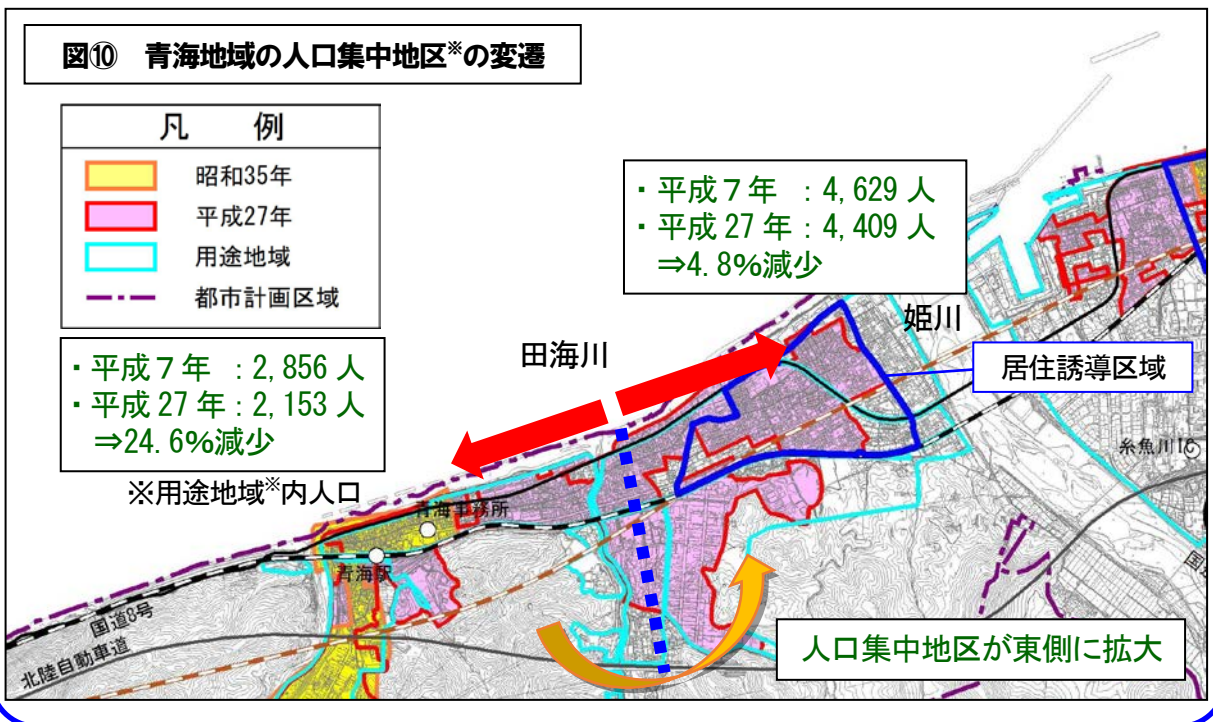 図⑩ 青海地域の人口集中地区※の変遷
凡 例
昭和35年
平成27年
用途地域
都市計画区域
・平成7年 : 4,629 人
・平成 27 年 : 4,409 人
⇒4.8%減少
・平成7年 : 2,856 人
・平成 27 年 : 2,153 人
⇒24.6%減少
※用途地域※内人口
田海川
姫川
居住誘導区域
糸魚川IC
青海事務所
青海駅
国道8号
北陸自動車道
国道
人口集中地区が東側に拡大